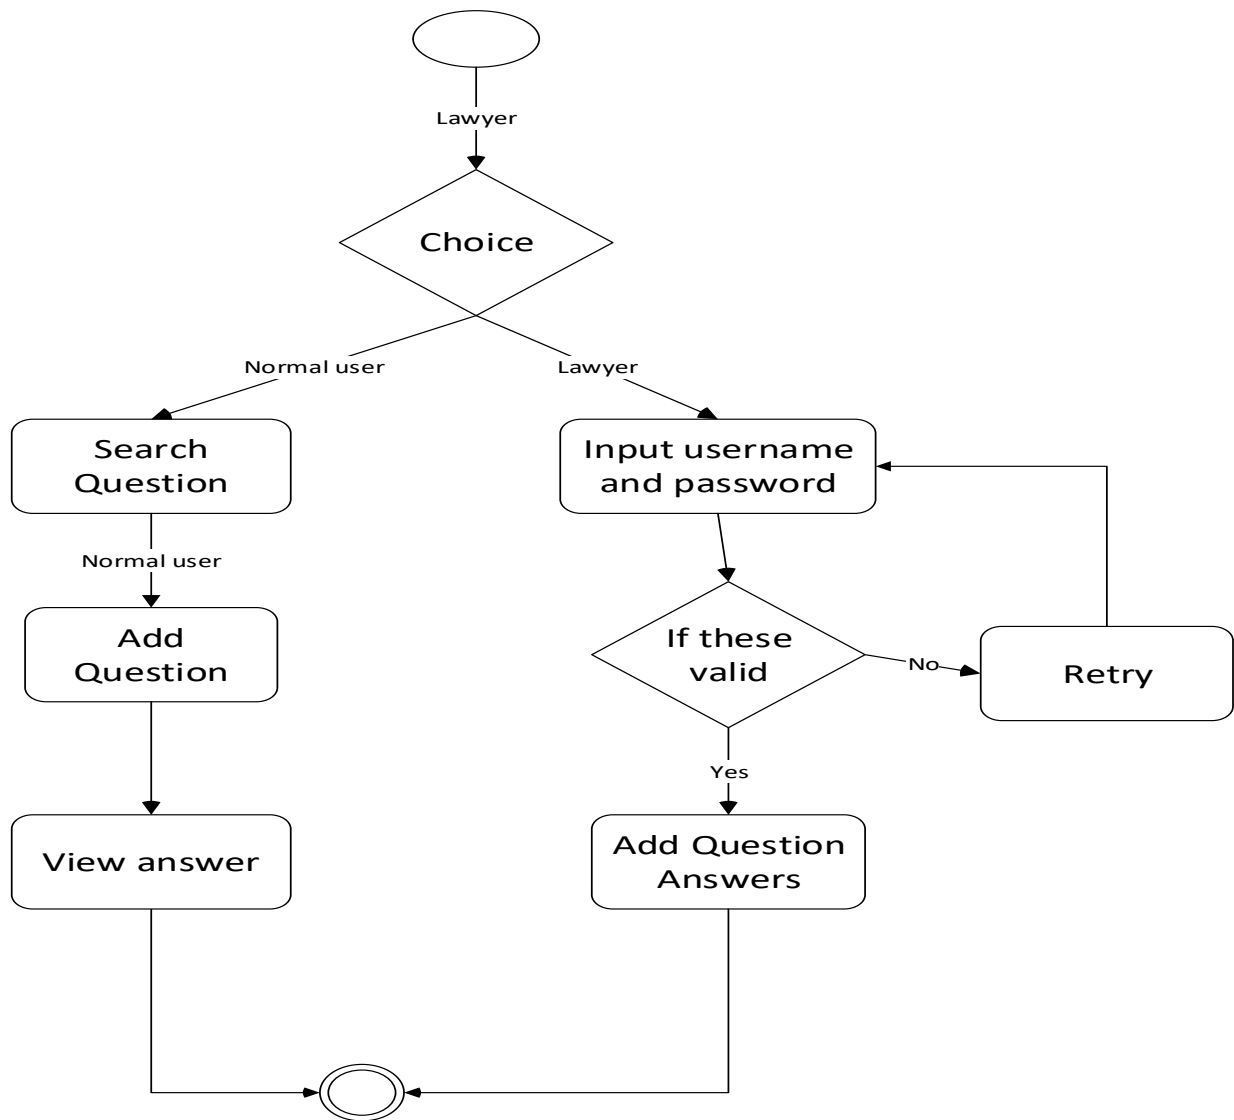 Lawyer
Choice
Normal user
Lawyer
Search
Question
Input username
and password
Normal user
Add
Question
If these
valid
No
Retry
Yes
View answer
Add Question
Answers